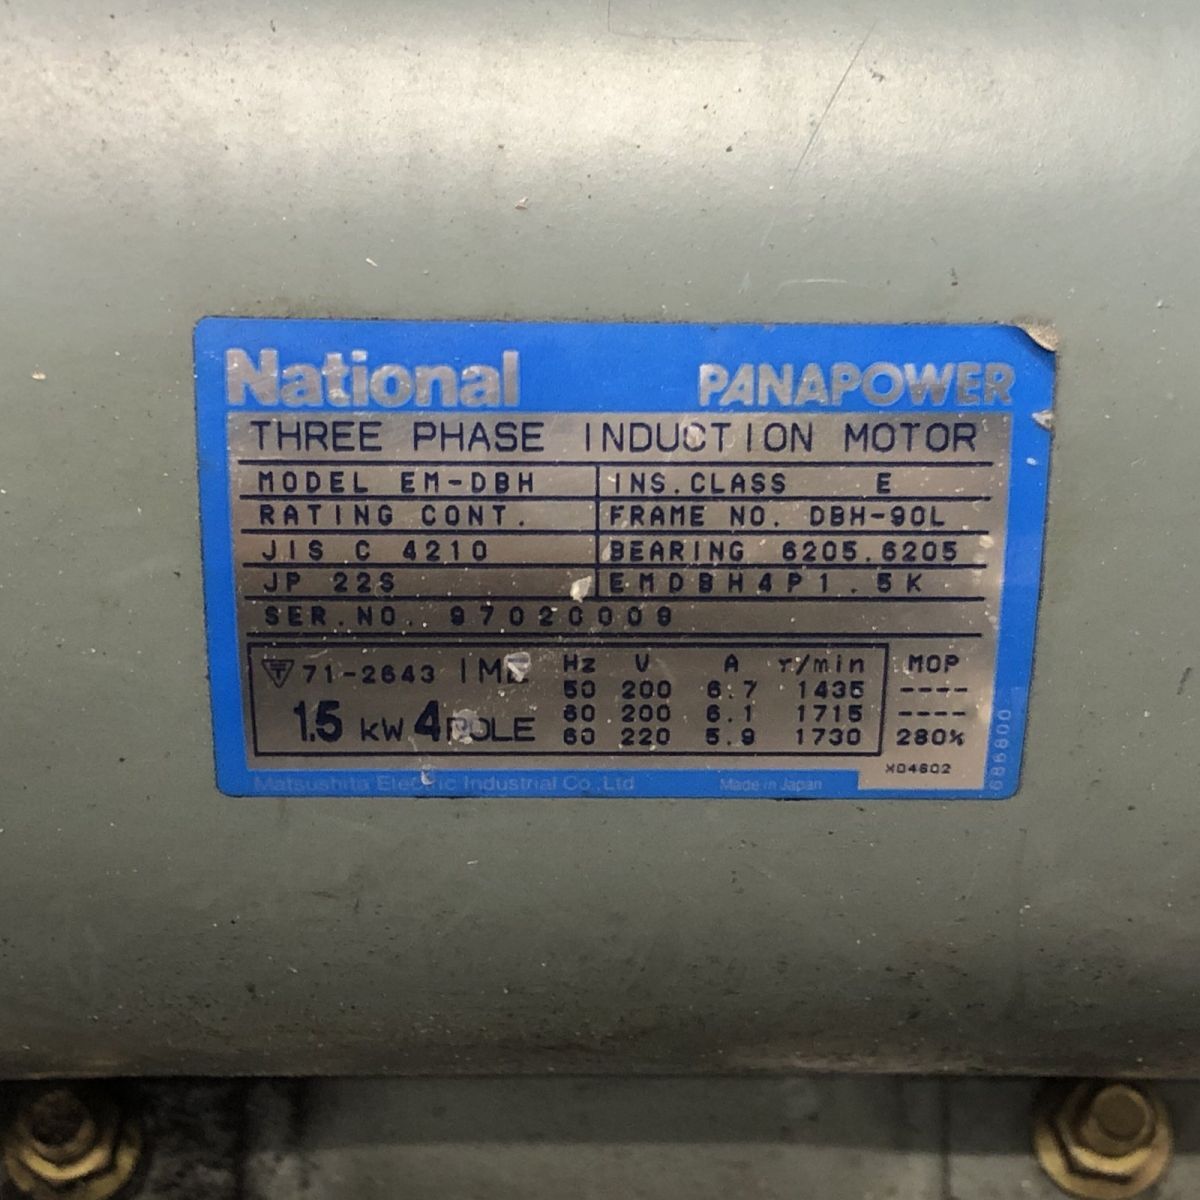 National PANAPOWER
THREE PHASE INDUCTION MOTOR
MODEL EM-DBH INS.CLASS E
RATING CONT. FRAME NO. DBH-90L
JIS C 4210 BEARING 6205.6205
JP 22S EMDBH4P1.5K
SER.NO. 97020009
71-2643 Hz V A r/min MOP
50 200 6.7 1435 ----
1.5 kW 4 POLE 60 200 6.1 1715 ----
60 220 5.9 1730 280%
X04602
Matsushita Electric Industrial Co.,Ltd Made in Japan
686800